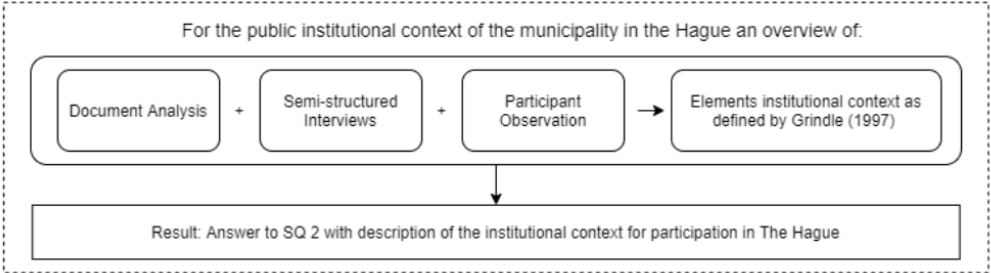 For the public institutional context of the municipality in the Hague an overview of:
Document Analysis
+
Semi-structured
Interviews
+
Participant
Observation
Elements institutional context as
defined by Grindle (1997)
Result: Answer to SQ 2 with description of the institutional context for participation in The Hague